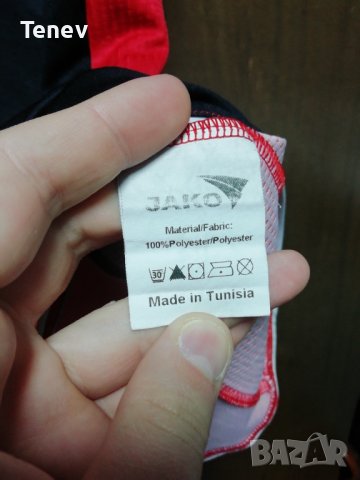 Tenev
JAKO
Material/Fabric:
100%Polyester/Polyester
30
Made in Tunisia
BAZAR